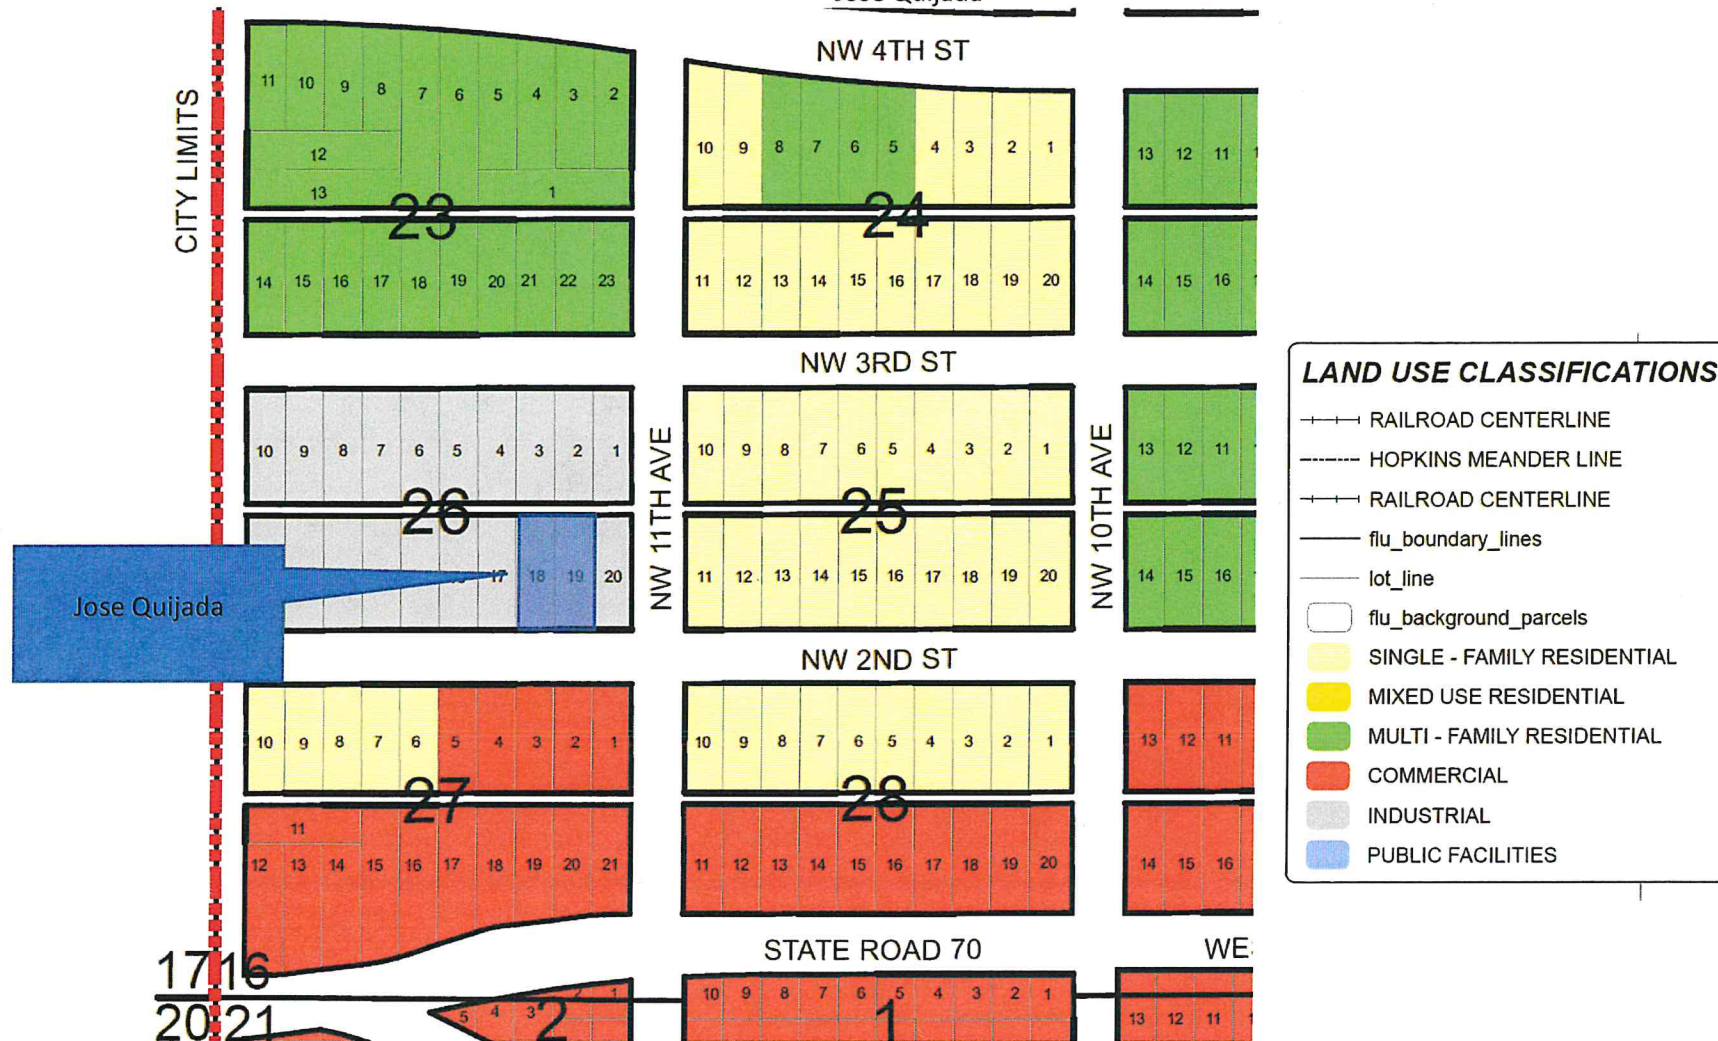 NW 4TH ST
CITY LIMITS
11 10 9 8 7 6 5 4 3 2
12
13 1
23
14 15 16 17 18 19 20 21 22 23
10 9 8 7 6 5 4 3 2 1
24
11 12 13 14 15 16 17 18 19 20
13 12 11
14 15 16
NW 3RD ST
10 9 8 7 6 5 4 3 2 1
26
17 18 19 20
Jose Quijada
NW 11TH AVE
10 9 8 7 6 5 4 3 2 1
25
11 12 13 14 15 16 17 18 19 20
NW 10TH AVE
13 12 11
14 15 16
NW 2ND ST
10 9 8 7 6 5 4 3 2 1
27
11
12 13 14 15 16 17 18 19 20 21
10 9 8 7 6 5 4 3 2 1
28
11 12 13 14 15 16 17 18 19 20
13 12 11
14 15 16
STATE ROAD 70
17 16
20 21
5 4 3 2 1
2
10 9 8 7 6 5 4 3 2 1
1
13 12 11
LAND USE CLASSIFICATIONS
RAILROAD CENTERLINE
HOPKINS MEANDER LINE
RAILROAD CENTERLINE
flu_boundary_lines
lot_line
flu_background_parcels
SINGLE - FAMILY RESIDENTIAL
MIXED USE RESIDENTIAL
MULTI - FAMILY RESIDENTIAL
COMMERCIAL
INDUSTRIAL
PUBLIC FACILITIES